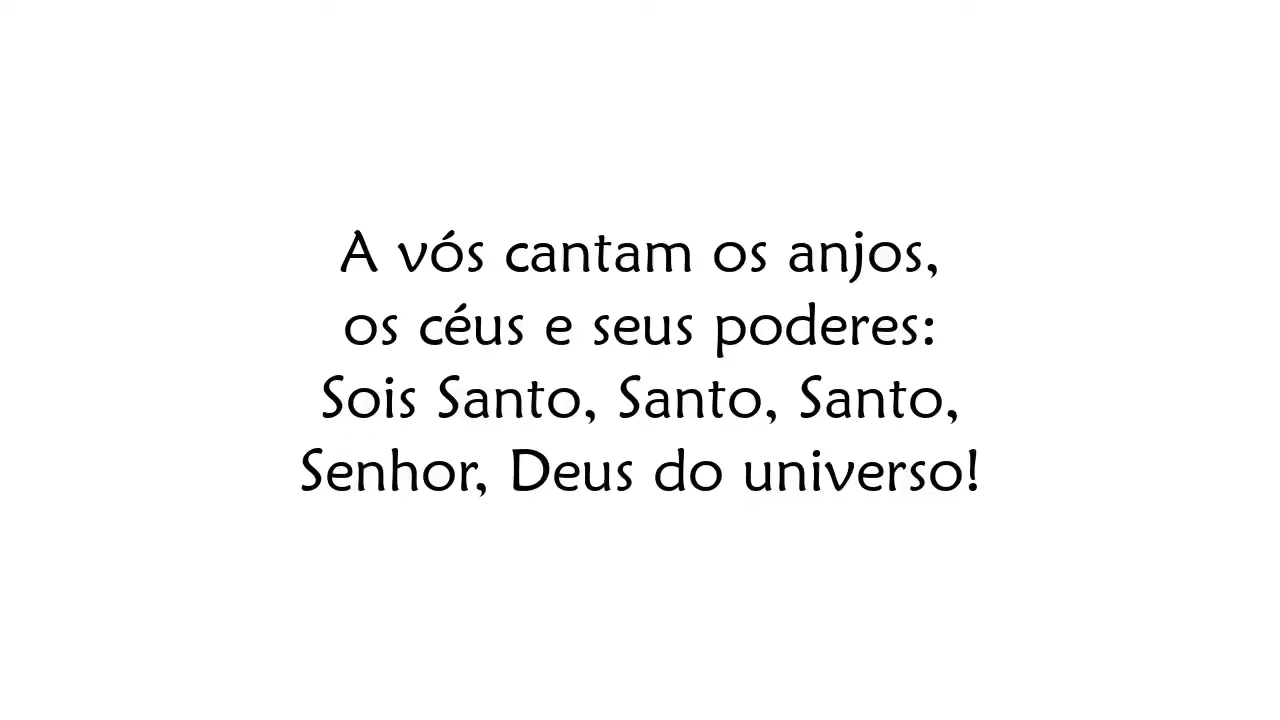 A vós cantam os anjos,
os céus e seus poderes:
Sois Santo, Santo, Santo,
Senhor, Deus do universo!